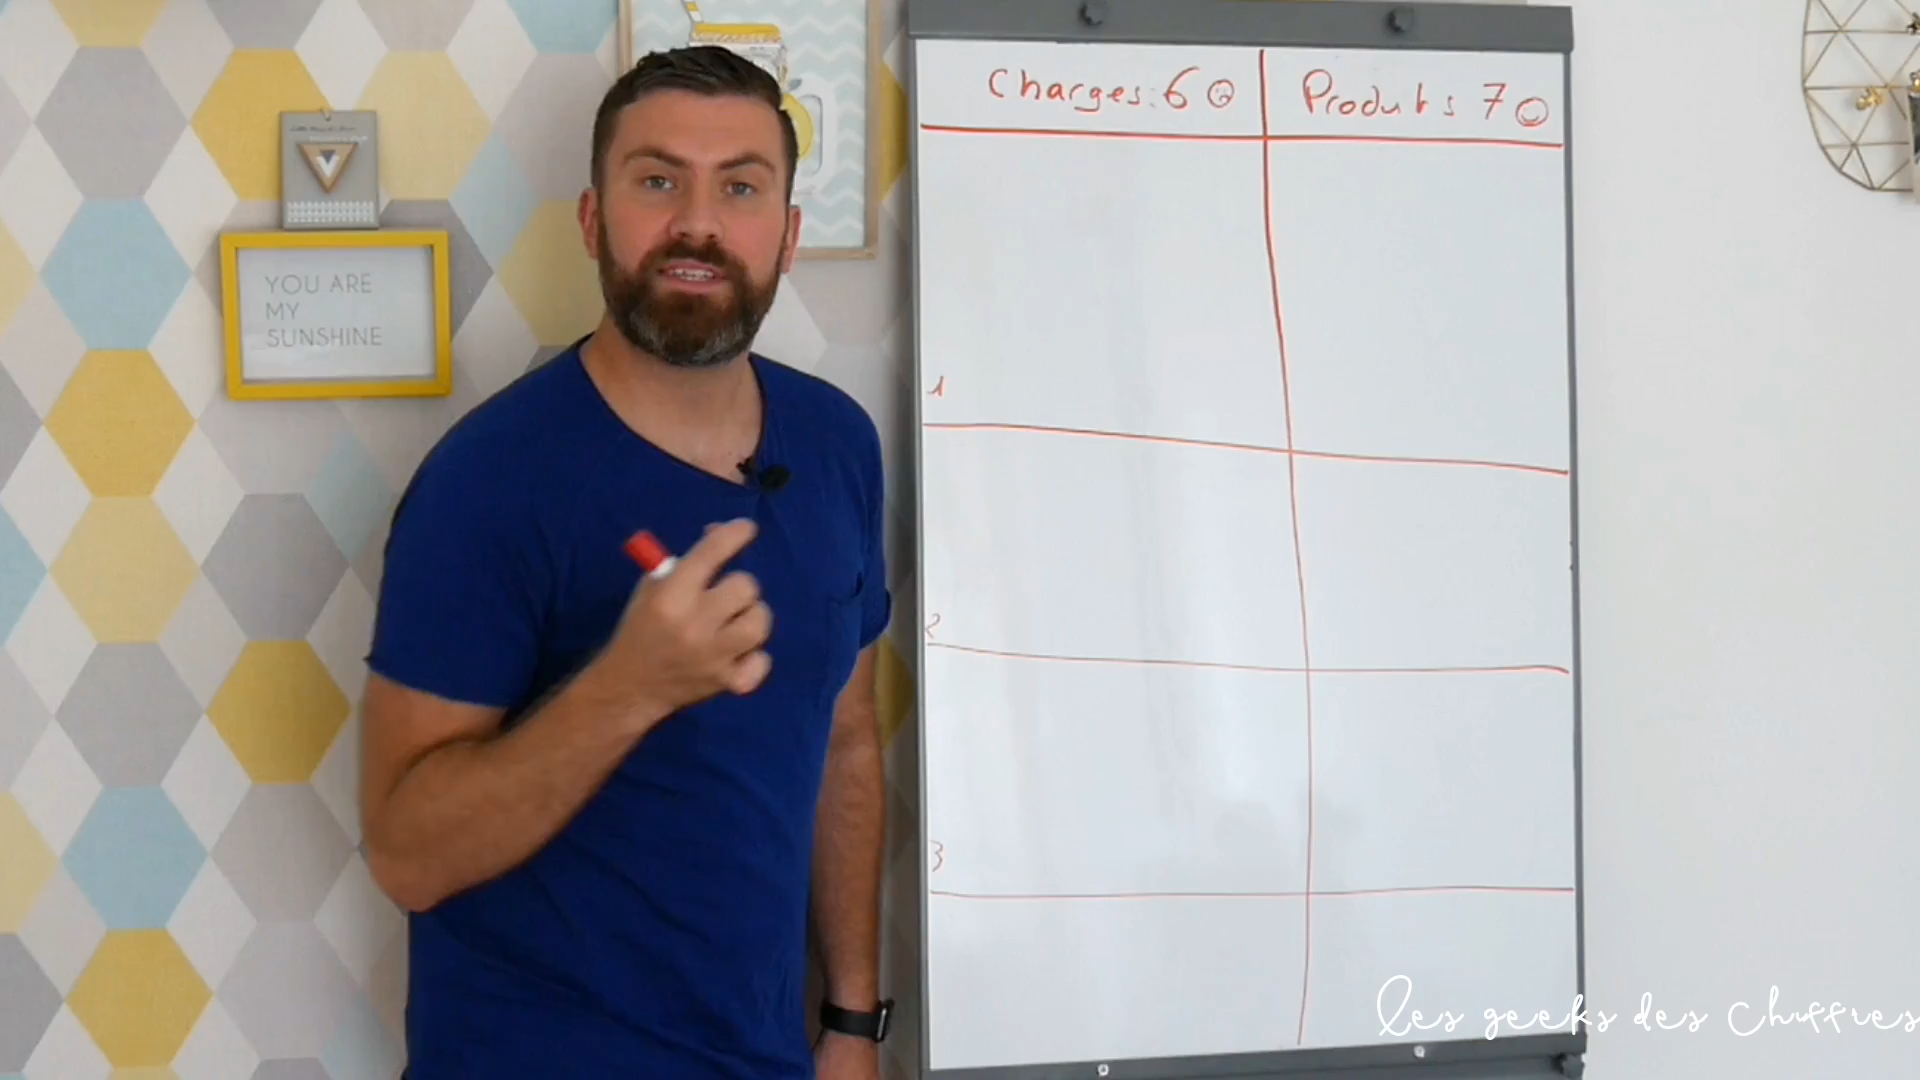 YOU ARE
MY
SUNSHINE
Charges: 6 ☹
Produits 7 ☺
1
2
3
Les geeks des chiffres